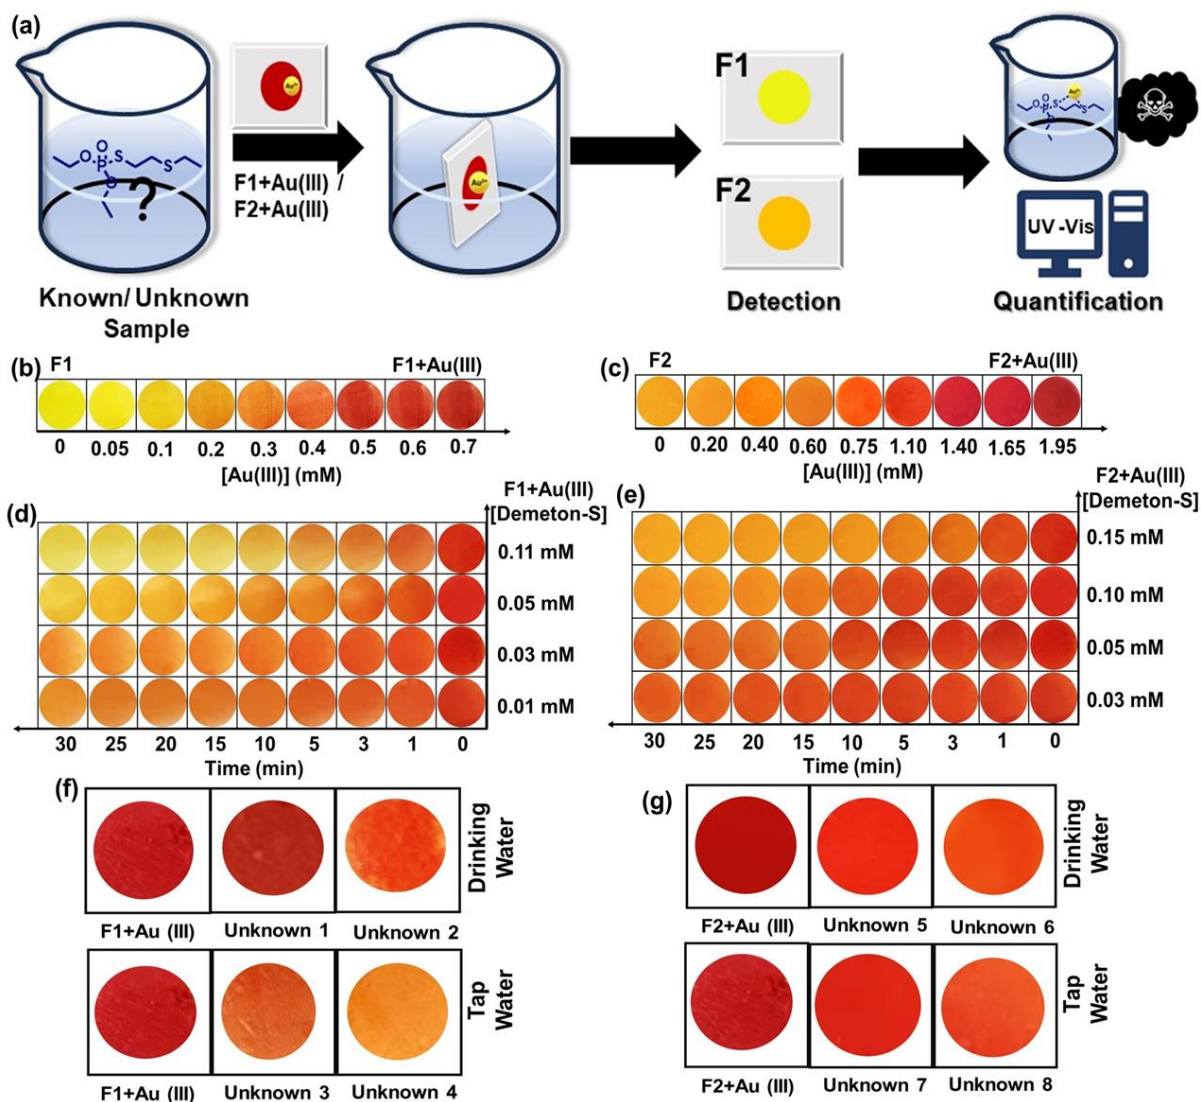 (a)
Au³⁺
O
O
P
S
S
O
?
F1+Au(III) /
F2+Au(III)
Au³⁺
F1
F2
Au³⁺
UV -Vis
Known/ Unknown
Sample
Detection
Quantification
(b)
F1
F1+Au(III)
0 0.05 0.1 0.2 0.3 0.4 0.5 0.6 0.7
[Au(III)] (mM)
(c)
F2
F2+Au(III)
0 0.20 0.40 0.60 0.75 1.10 1.40 1.65 1.95
[Au(III)] (mM)
(d)
F1+Au(III)
[Demeton-S]
0.11 mM
0.05 mM
0.03 mM
0.01 mM
30 25 20 15 10 5 3 1 0
Time (min)
(e)
F2+Au(III)
[Demeton-S]
0.15 mM
0.10 mM
0.05 mM
0.03 mM
30 25 20 15 10 5 3 1 0
Time (min)
(f)
Drinking
Water
F1+Au (III) Unknown 1 Unknown 2
Tap
Water
F1+Au (III) Unknown 3 Unknown 4
(g)
Drinking
Water
F2+Au (III) Unknown 5 Unknown 6
Tap
Water
F2+Au (III) Unknown 7 Unknown 8